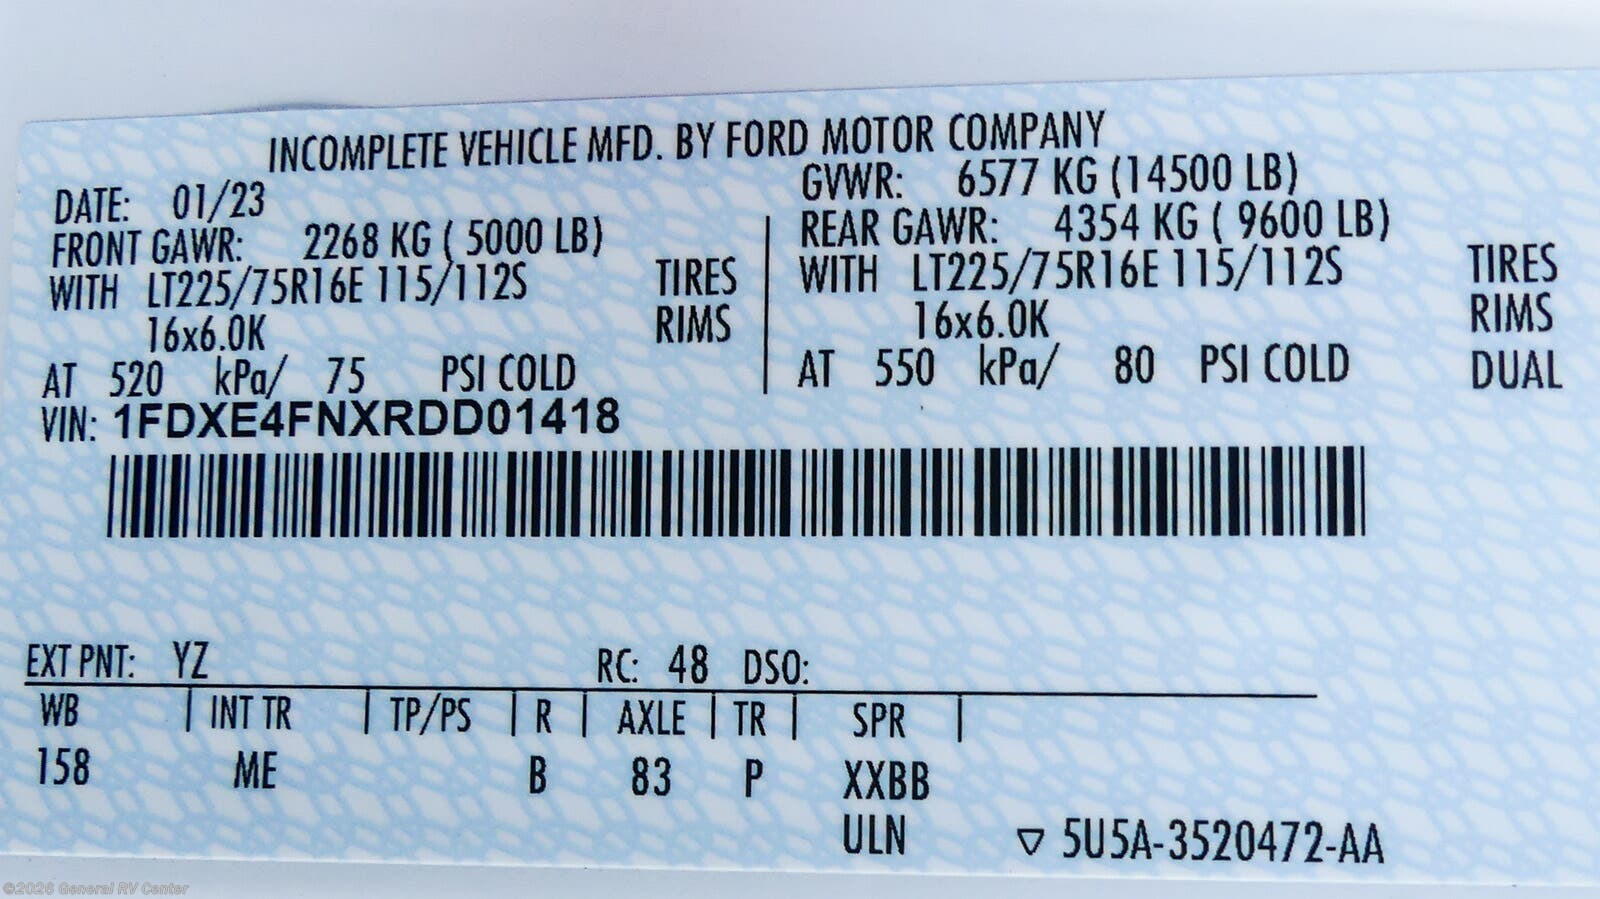 INCOMPLETE VEHICLE MFD. BY FORD MOTOR COMPANY
DATE: 01/23 GVWR: 6577 KG (14500 LB)
FRONT GAWR: 2268 KG ( 5000 LB) REAR GAWR: 4354 KG ( 9600 LB)
WITH LT225/75R16E 115/112S TIRES WITH LT225/75R16E 115/112S TIRES
16x6.0K RIMS 16x6.0K RIMS
AT 520 kPa/ 75 PSI COLD AT 550 kPa/ 80 PSI COLD DUAL
VIN: 1FDXE4FNXRDD01418
EXT PNT: YZ RC: 48 DSO:
WB | INT TR | TP/PS | R | AXLE | TR | SPR |
158 ME B 83 P XXBB
ULN ▽ 5U5A-3520472-AA
©2026 General RV Center